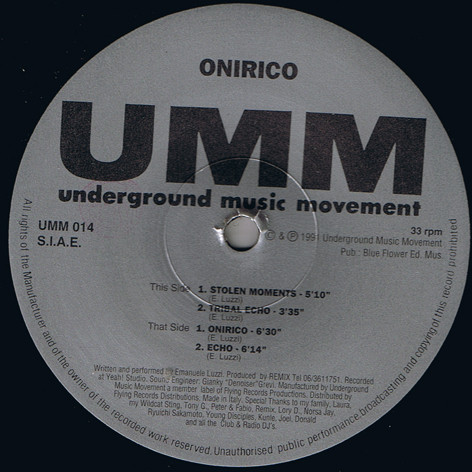 ONIRICO
UMM
underground music movement
UMM 014
S.I.A.E.
33 rpm
© & ℗ 1991 Underground Music Movement
Pub.: Blue Flower Ed. Mus.
This Side 1. STOLEN MOMENTS - 5'10"
(E. Luzzi)
2. TRIBAL ECHO - 3'35"
(E. Luzzi)
That Side 1. ONIRICO - 6'30"
(E. Luzzi)
2. ECHO - 6'14"
(E. Luzzi)
Written and performed by Emanuele Luzzi. Produced by REMIX Tel 06/3611751. Recorded
at Yeah! Studio. Sound Engineer: Gianky "Denoiser" Grevi. Manufactured by Underground
Music Movement a member label of Flying Records Productions. Distributed by
Flying Records Distributions. Made in Italy. Special Thanks to my family, Laura,
my Wildcat Sting, Tony G., Peter & Fabio, Remix, Lory D., Norsa Jay,
Ryuichi Sakamoto, Young Disciples, Kunle, Joel, Donald
and all the Club & Radio DJ's.
All rights of the Manufacturer and of the owner of the recorded work reserved. Unauthorised public performance, broadcasting and copying of this record prohibited